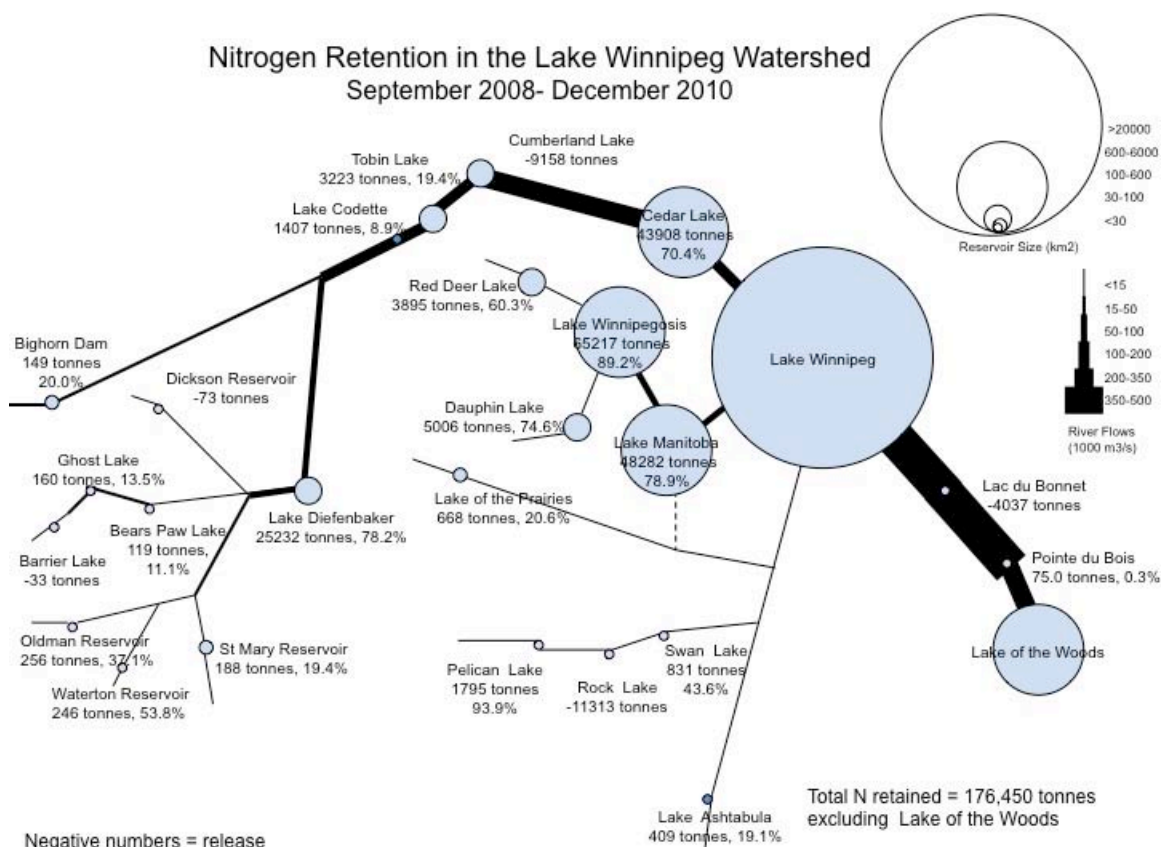 Nitrogen Retention in the Lake Winnipeg Watershed
September 2008- December 2010
>20000
600-6000
100-600
30-100
<30
Reservoir Size (km2)
<15
15-50
50-100
100-200
200-350
350-500
River Flows
(1000 m3/s)
Cumberland Lake
-9158 tonnes
Tobin Lake
3223 tonnes, 19.4%
Lake Codette
1407 tonnes, 8.9%
Cedar Lake
43908 tonnes
70.4%
Red Deer Lake
3895 tonnes, 60.3%
Lake Winnipegosis
65217 tonnes
89.2%
Lake Winnipeg
Bighorn Dam
149 tonnes
20.0%
Dickson Reservoir
-73 tonnes
Dauphin Lake
5006 tonnes, 74.6%
Lake Manitoba
48282 tonnes
78.9%
Ghost Lake
160 tonnes, 13.5%
Bears Paw Lake
119 tonnes,
11.1%
Barrier Lake
-33 tonnes
Lake Diefenbaker
25232 tonnes, 78.2%
Lake of the Prairies
668 tonnes, 20.6%
Lac du Bonnet
-4037 tonnes
Pointe du Bois
75.0 tonnes, 0.3%
Oldman Reservoir
256 tonnes, 37.1%
St Mary Reservoir
188 tonnes, 19.4%
Waterton Reservoir
246 tonnes, 53.8%
Pelican Lake
1795 tonnes
93.9%
Rock Lake
-11313 tonnes
Swan Lake
831 tonnes
43.6%
Lake of the Woods
Lake Ashtabula
409 tonnes, 19.1%
Total N retained = 176,450 tonnes
excluding Lake of the Woods
Negative numbers = release